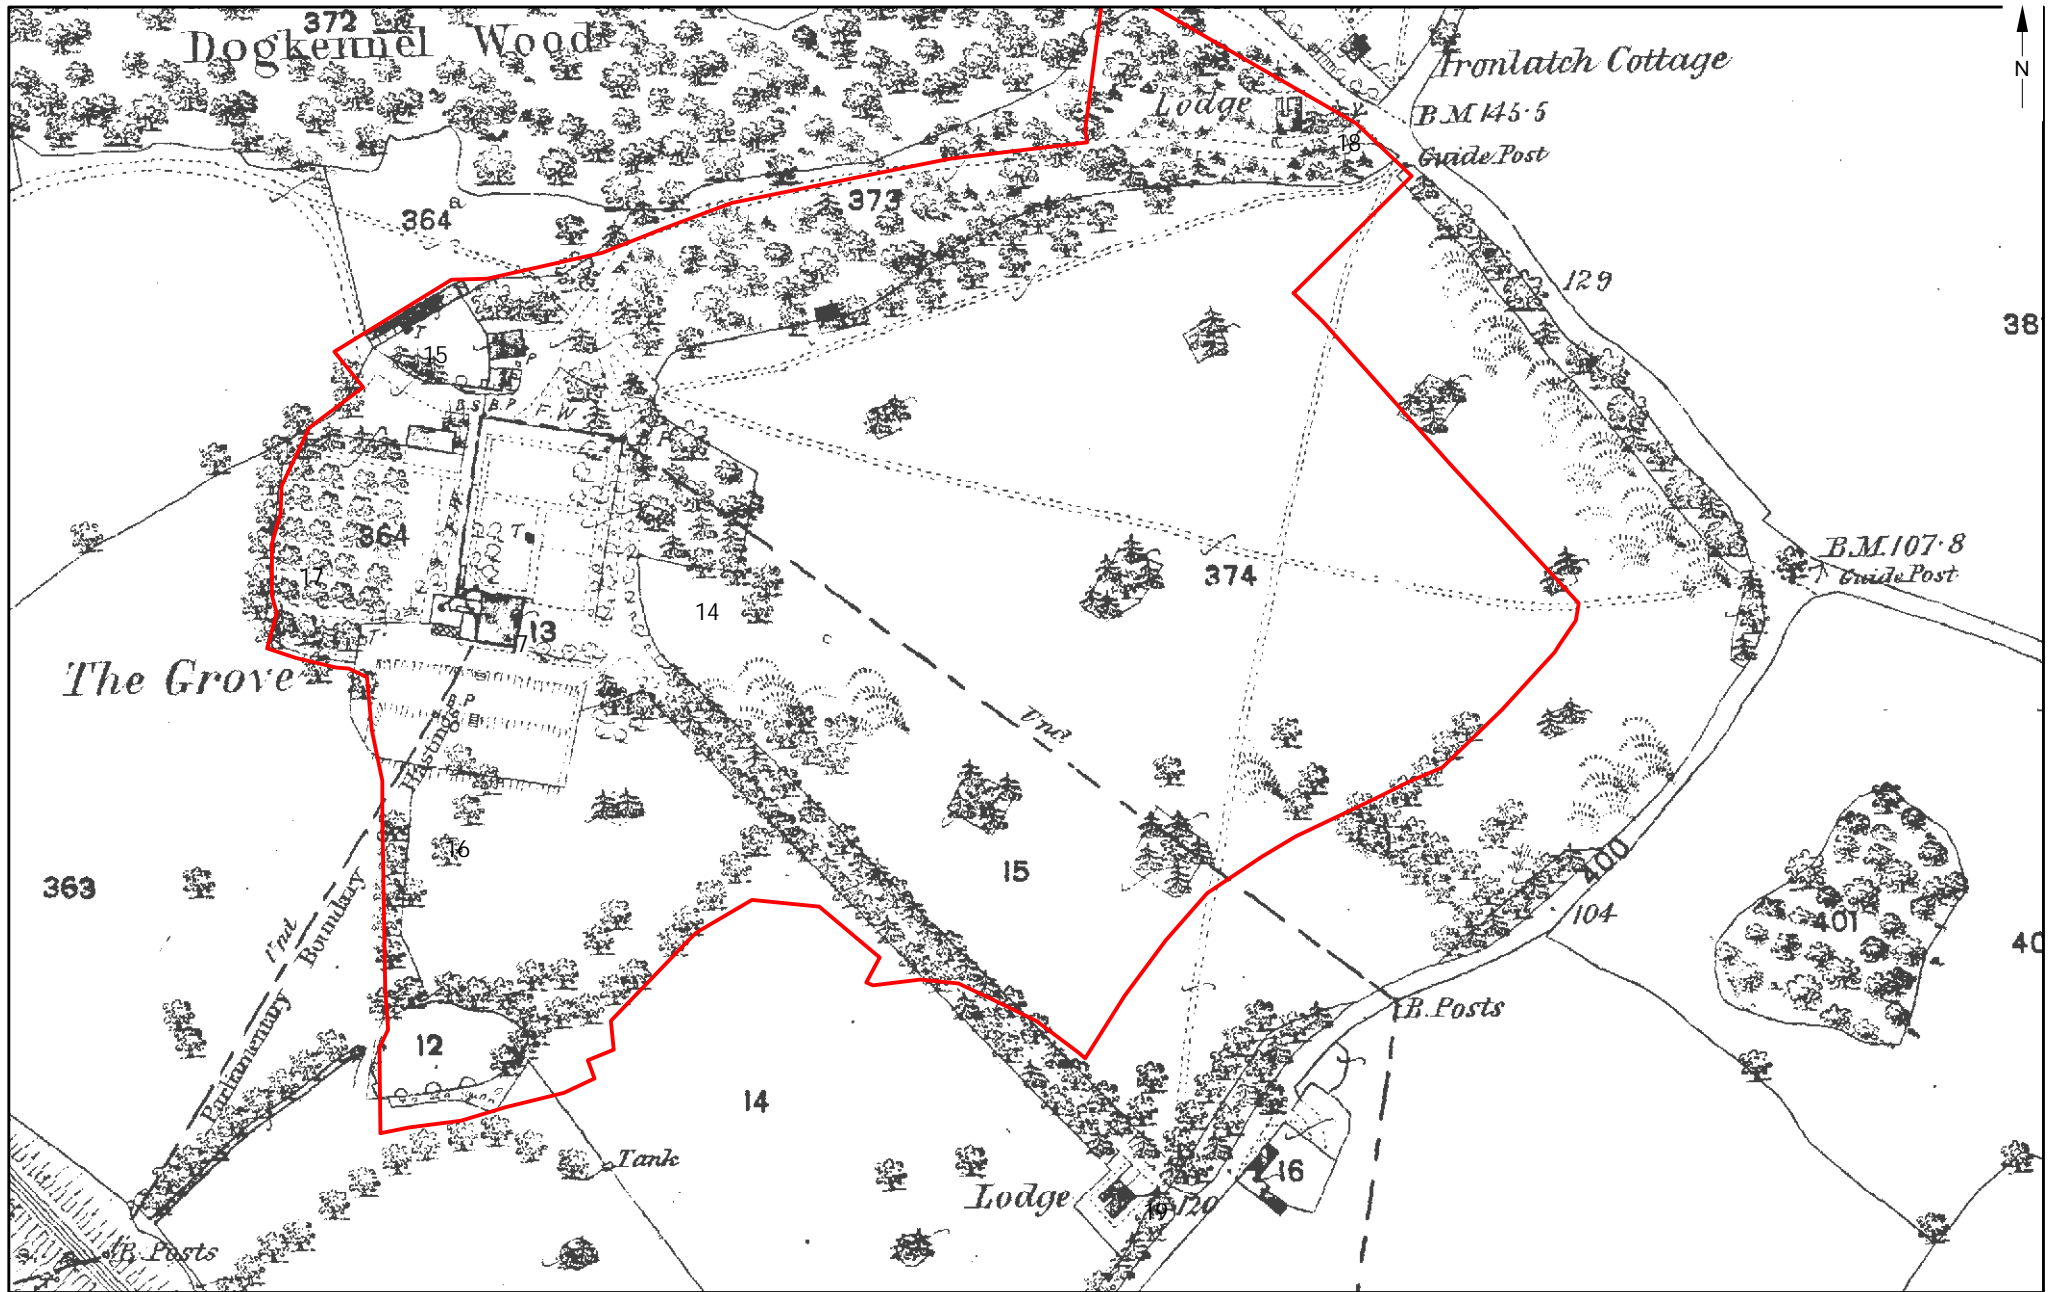 372
Dogkennel Wood
Ironlatch Cottage
N
Lodge
B.M. 145·5
18
Guide Post
373
364
a
129
38
T
15
P
B.S. B.P.
F.W.
B.P.
F.W.
364
T
374
B.M. 107·8
Guide Post
17
14
13
7
c
The Grove
B.P.
Hastings
Und
16
15
363
400
401
40
104
Und
Boundary
Parliamentary
B. Posts
12
14
Tank
Lodge
19
120
16
B. Posts